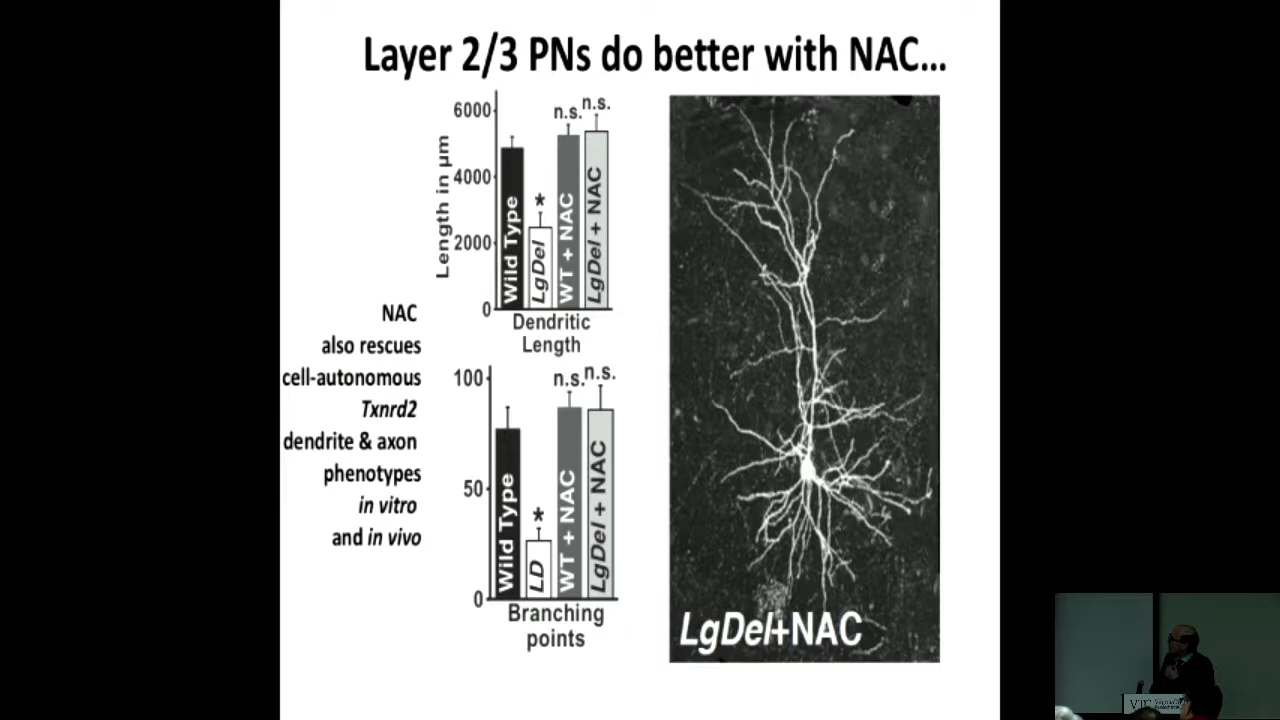 Layer 2/3 PNs do better with NAC...
6000
4000
2000
0
Length in µm
Wild Type
*
LgDel
n.s.
WT + NAC
n.s.
LgDel + NAC
Dendritic
Length
NAC
also rescues
cell-autonomous
Txnrd2
dendrite & axon
phenotypes
in vitro
and in vivo
100
50
0
Wild Type
*
LD
n.s.
WT + NAC
n.s.
LgDel + NAC
Branching
points
LgDel+NAC
VTC